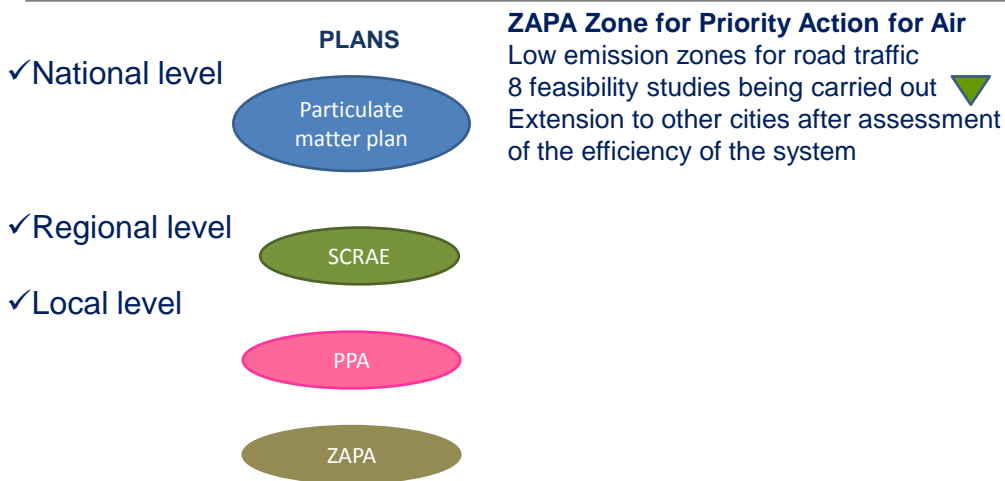 PLANS
✓National level
Particulate
matter plan
✓Regional level
SCRAE
✓Local level
PPA
ZAPA
ZAPA Zone for Priority Action for Air
Low emission zones for road traffic
8 feasibility studies being carried out
Extension to other cities after assessment
of the efficiency of the system